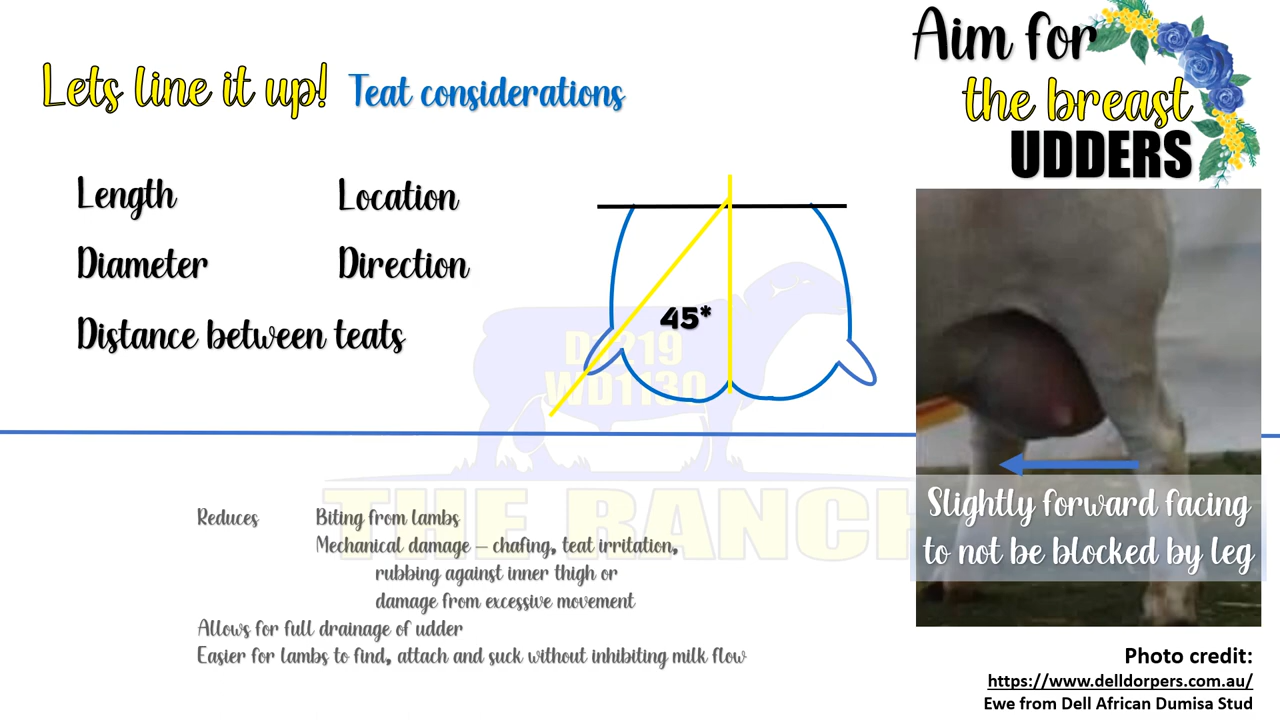 Aim for
the breast
UDDERS
Lets line it up! Teat considerations
Length
Location
Diameter
Direction
Distance between teats
45*
D 219
WD1130
THE RANCH
Slightly forward facing
to not be blocked by leg
Reduces Biting from lambs
Mechanical damage – chafing, teat irritation,
rubbing against inner thigh or
damage from excessive movement
Allows for full drainage of udder
Easier for lambs to find, attach and suck without inhibiting milk flow
Photo credit:
https://www.delldorpers.com.au/
Ewe from Dell African Dumisa Stud